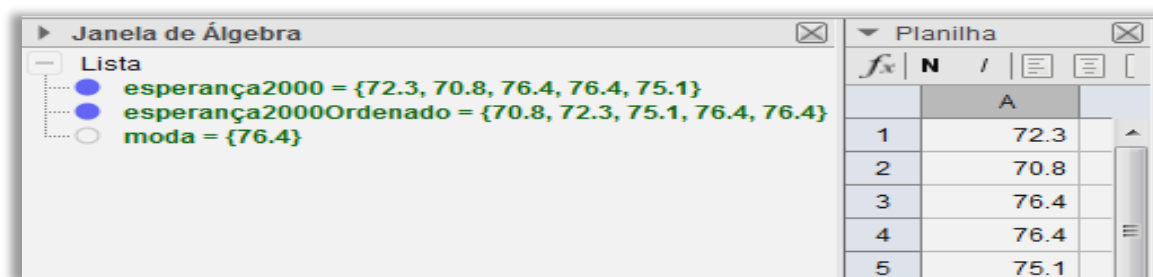 Janela de Álgebra
Lista
esperança2000 = {72.3, 70.8, 76.4, 76.4, 75.1}
esperança2000Ordenado = {70.8, 72.3, 75.1, 76.4, 76.4}
moda = {76.4}
Planilha
fx N I
A
1 72.3
2 70.8
3 76.4
4 76.4
5 75.1